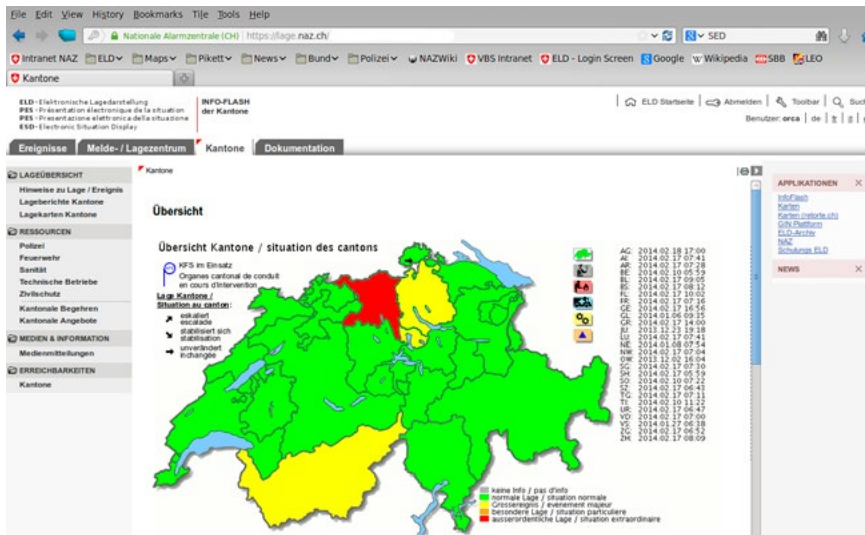 File Edit View History Bookmarks Tile Tools Help
Nationale Alarmzentrale (CH) https://lage.naz.ch/ SED
Intranet NAZ ELD Maps Pikett News Bund Polizei NAZWiki VBS Intranet ELD - Login Screen Google Wikipedia SBB LEO
Kantone
ELD-Elektronische Lagedarstellung
PES-Présentation électronique de la situation
PES-Presentazione elettronica della situazione
ESD-Electronic Situation Display
INFO-FLASH
der Kantone
ELD Startseite Abmelden Toolbar Such
Benutzer: orca | de | fr | it |
Ereignisse Melde- / Lagezentrum Kantone Dokumentation
LAGEÜBERSICHT
Hinweise zu Lage / Ereignis
Lageberichte Kantone
Lagekarten Kantone
RESSOURCEN
Polizei
Feuerwehr
Sanität
Technische Betriebe
Zivilschutz
Kantonale Begehren
Kantonale Angebote
MEDIEN & INFORMATION
Medienmitteilungen
ERREICHBARKEITEN
Kantone
Kantone
Übersicht
Übersicht Kantone / situation des cantons
KFS im Einsatz
Organes cantonal de conduit
en cours d'intervention
Lage Kantone /
Situation au canton:
eskaliert
escalade
stabilisiert sich
stabilisation
unverändert
inchangée
AG: 2014.02.18 17:00
AI: 2014.02.17 07:41
AR: 2014.02.17 07:28
BE: 2014.02.10 05:59
BL: 2014.02.17 09:05
BS: 2014.02.17 08:12
FL: 2014.02.17 10:02
FR: 2014.02.17 07:16
GE: 2014.02.17 16:56
GL: 2014.01.06 09:35
GR: 2014.02.17 14:00
JU: 2013.12.23 19:18
LU: 2014.02.17 07:41
NE: 2014.01.08 07:54
NW: 2014.02.17 07:04
OW: 2013.12.02 16:04
SG: 2014.02.17 07:30
SH: 2014.02.17 05:59
SO: 2014.02.10 07:22
SZ: 2014.02.17 06:43
TG: 2014.02.17 07:11
TI: 2014.02.10 11:22
UR: 2014.02.17 06:47
VD: 2014.02.17 07:00
VS: 2014.01.27 06:38
ZG: 2014.02.17 06:52
ZH: 2014.02.17 08:09
keine Info / pas d'info
normale Lage / situation normale
Grossereignis / evenement majeur
besondere Lage / situation particuliere
ausserordentliche Lage / situation extraordinaire
APPLIKATIONEN
InfoFlash
Karten
Karten (retorte.ch)
GIN Plattform
ELD-Archiv
NAZ
Schulungs ELD
NEWS